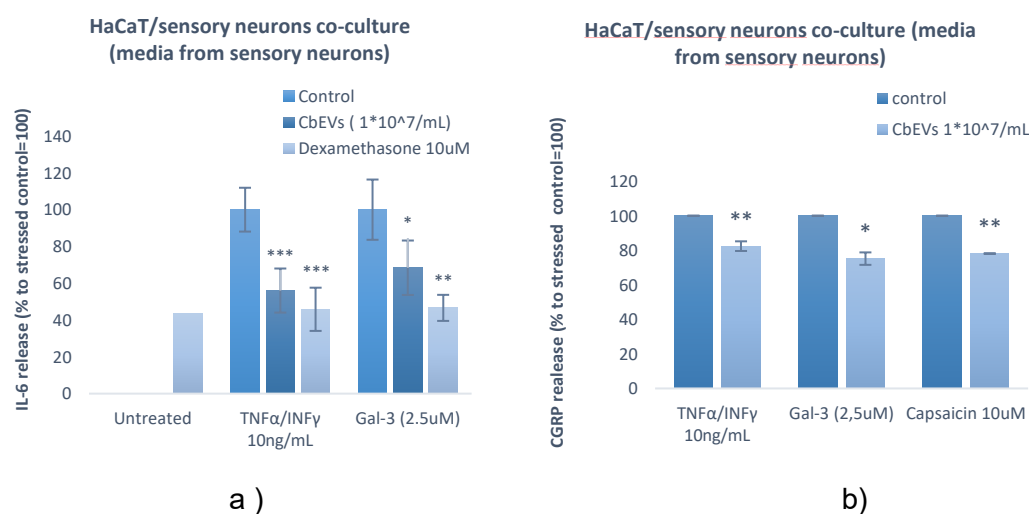 HaCaT/sensory neurons co-culture
(media from sensory neurons)
Control
CbEVs ( 1*10^7/mL)
Dexamethasone 10uM
IL-6 release (% to stressed control=100)
140
120
100
80
60
40
20
0
***
***
*
**
Untreated
TNFα/INFγ
10ng/mL
Gal-3 (2.5uM)
a )
HaCaT/sensory neurons co-culture (media
from sensory neurons)
control
CbEVs 1*10^7/mL
CGRP realease (% to stressed control=100)
120
100
80
60
40
20
0
**
*
**
TNFα/INFγ
10ng/mL
Gal-3 (2,5uM)
Capsaicin 10uM
b)